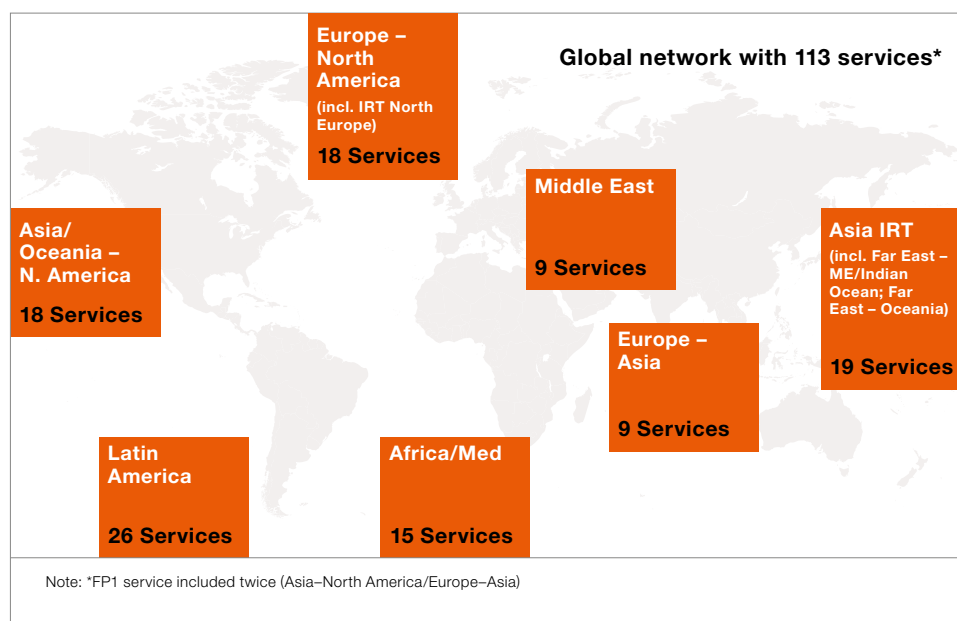 Global network with 113 services*
Europe –
North
America
(incl. IRT North
Europe)
18 Services
Middle East
9 Services
Asia/
Oceania –
N. America
18 Services
Asia IRT
(incl. Far East –
ME/Indian
Ocean; Far
East – Oceania)
19 Services
Europe –
Asia
9 Services
Latin
America
26 Services
Africa/Med
15 Services
Note: *FP1 service included twice (Asia–North America/Europe–Asia)